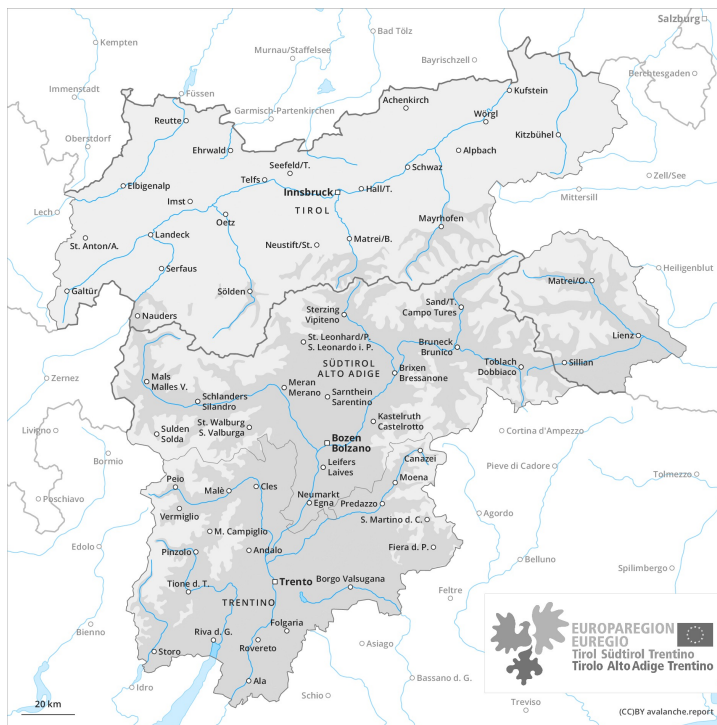 Salzburg
Bad Tölz
Kempten
Murnau/Staffelsee
Bayrischzell
Berchtesgaden
Immenstadt
Füssen
Kufstein
Achenkirch
Garmisch-Partenkirchen
Reutte
Wörgl
Kitzbühel
Oberstdorf
Ehrwald
Alpbach
Seefeld/T.
Schwaz
Zell/See
Telfs
Elbigenalp
Innsbruck
Hall/T.
Mittersill
Imst
TIROL
Lech
Oetz
Mayrhofen
St. Anton/A.
Landeck
Neustift/St.
Matrei/B.
Serfaus
Heiligenblut
Galtür
Sölden
Matrei/O.
Nauders
Sterzing
Vipiteno
Sand/T.
Campo Tures
St. Leonhard/P.
S. Leonardo i. P.
Lienz
Bruneck
Brunico
SÜDTIROL
ALTO ADIGE
Toblach
Dobbiaco
Sillian
Brixen
Bressanone
Zernez
Mals
Malles V.
Meran
Merano
Schlanders
Silandro
Sarnthein
Sarentino
St. Walburg
S. Valburga
Kastelruth
Castelrotto
Livigno
Sulden
Solda
Cortina d'Ampezzo
Bozen
Bolzano
Bormio
Canazei
Pieve di Cadore
Leifers
Laives
Tolmezzo
Peio
Malè
Cles
Moena
Poschiavo
Neumarkt
Egna
Predazzo
Vermiglio
Agordo
S. Martino d. C.
M. Campiglio
Edolo
Pinzolo
Andalo
Fiera d. P.
Belluno
Spilimbergo
Tione d. T.
Trento
Borgo Valsugana
Feltre
TRENTINO
Bienno
Folgaria
Riva d. G.
Rovereto
Asiago
Storo
Ala
Bassano d. G.
Idro
Schio
Treviso
20 km
EUROPAREGION
EUREGIO
Tirol Südtirol Trentino
Tirolo Alto Adige Trentino
(CC)BY avalanche.report